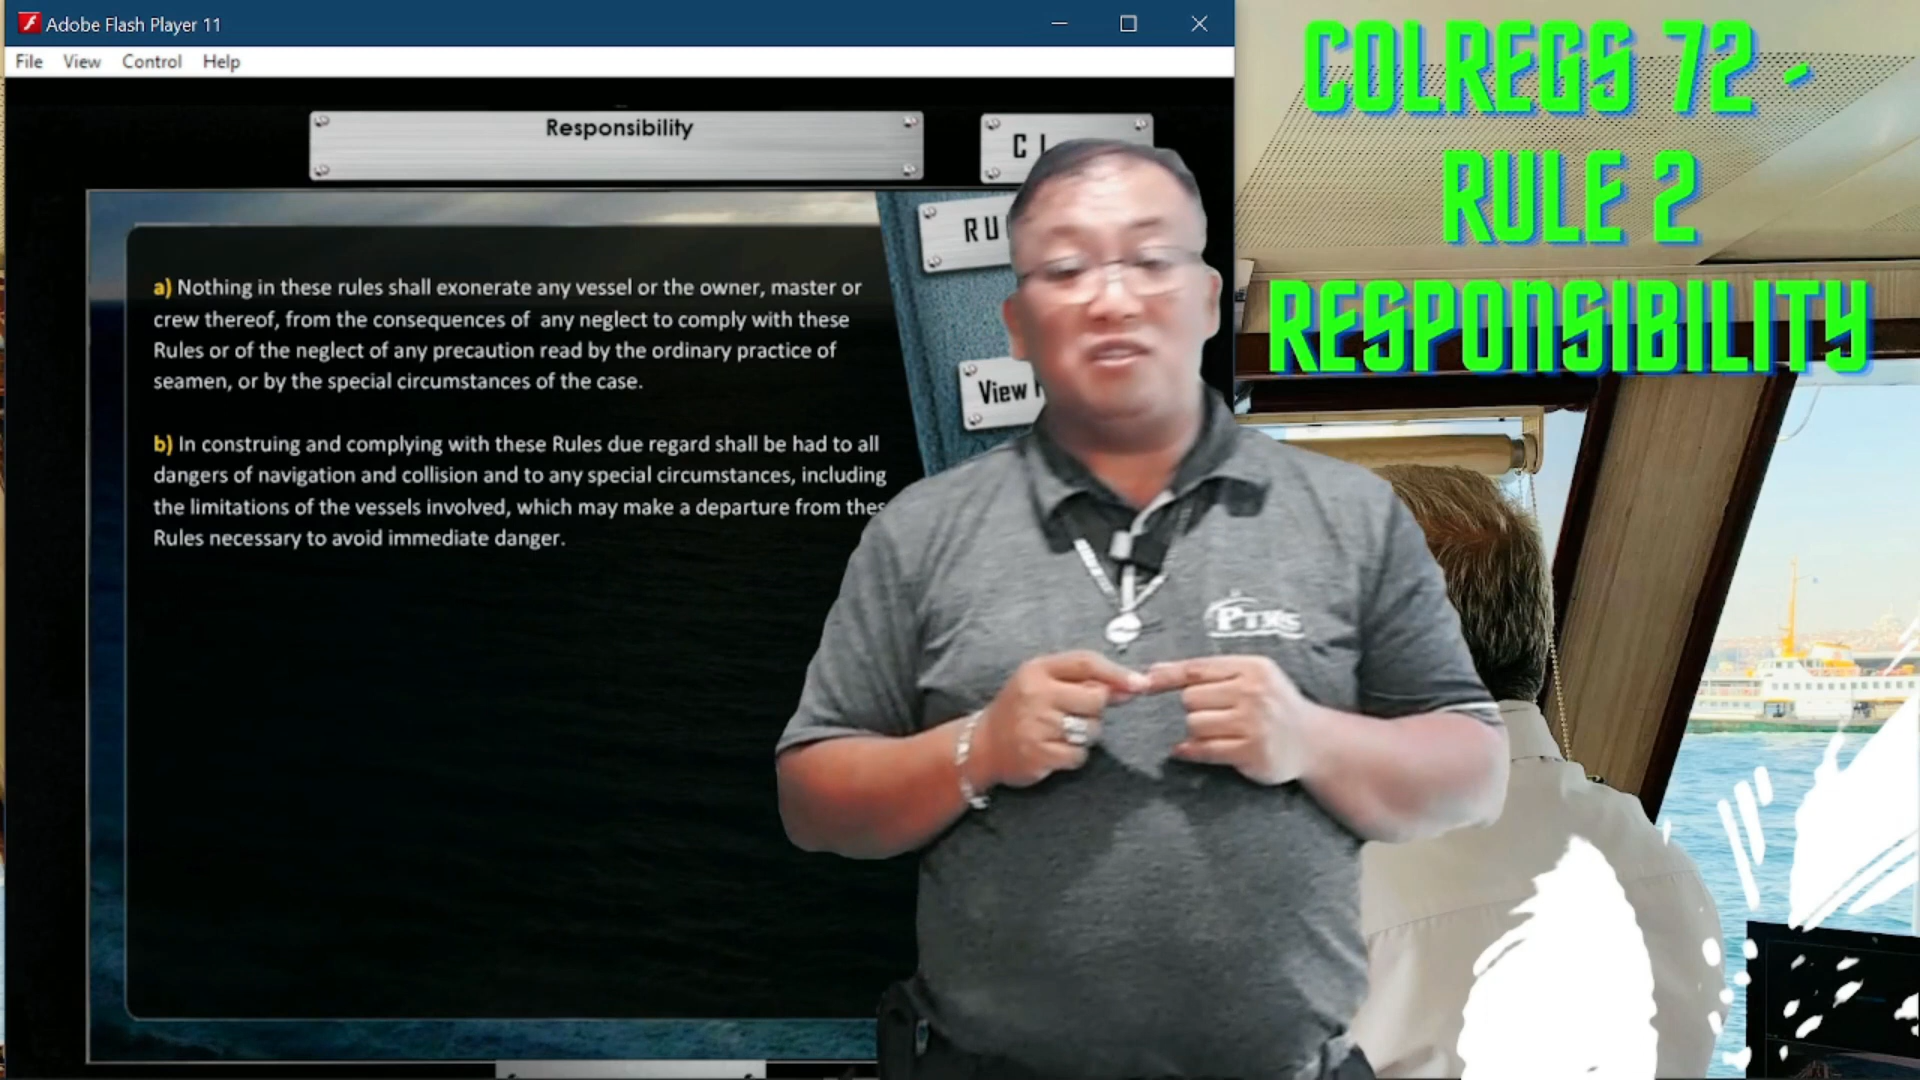 Adobe Flash Player 11
File View Control Help
Responsibility
a) Nothing in these rules shall exonerate any vessel or the owner, master or
crew thereof, from the consequences of any neglect to comply with these
Rules or of the neglect of any precaution read by the ordinary practice of
seamen, or by the special circumstances of the case.
b) In construing and complying with these Rules due regard shall be had to all
dangers of navigation and collision and to any special circumstances, including
the limitations of the vessels involved, which may make a departure from thes
Rules necessary to avoid immediate danger.
RU
View
COLREGS 72 -
RULE 2
RESPONSIBILITY